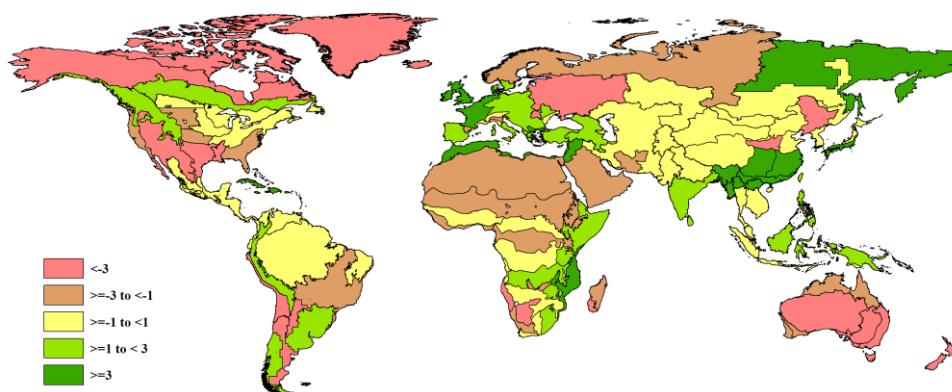 <-3
>=-3 to <-1
>=-1 to <1
>=1 to < 3
>=3